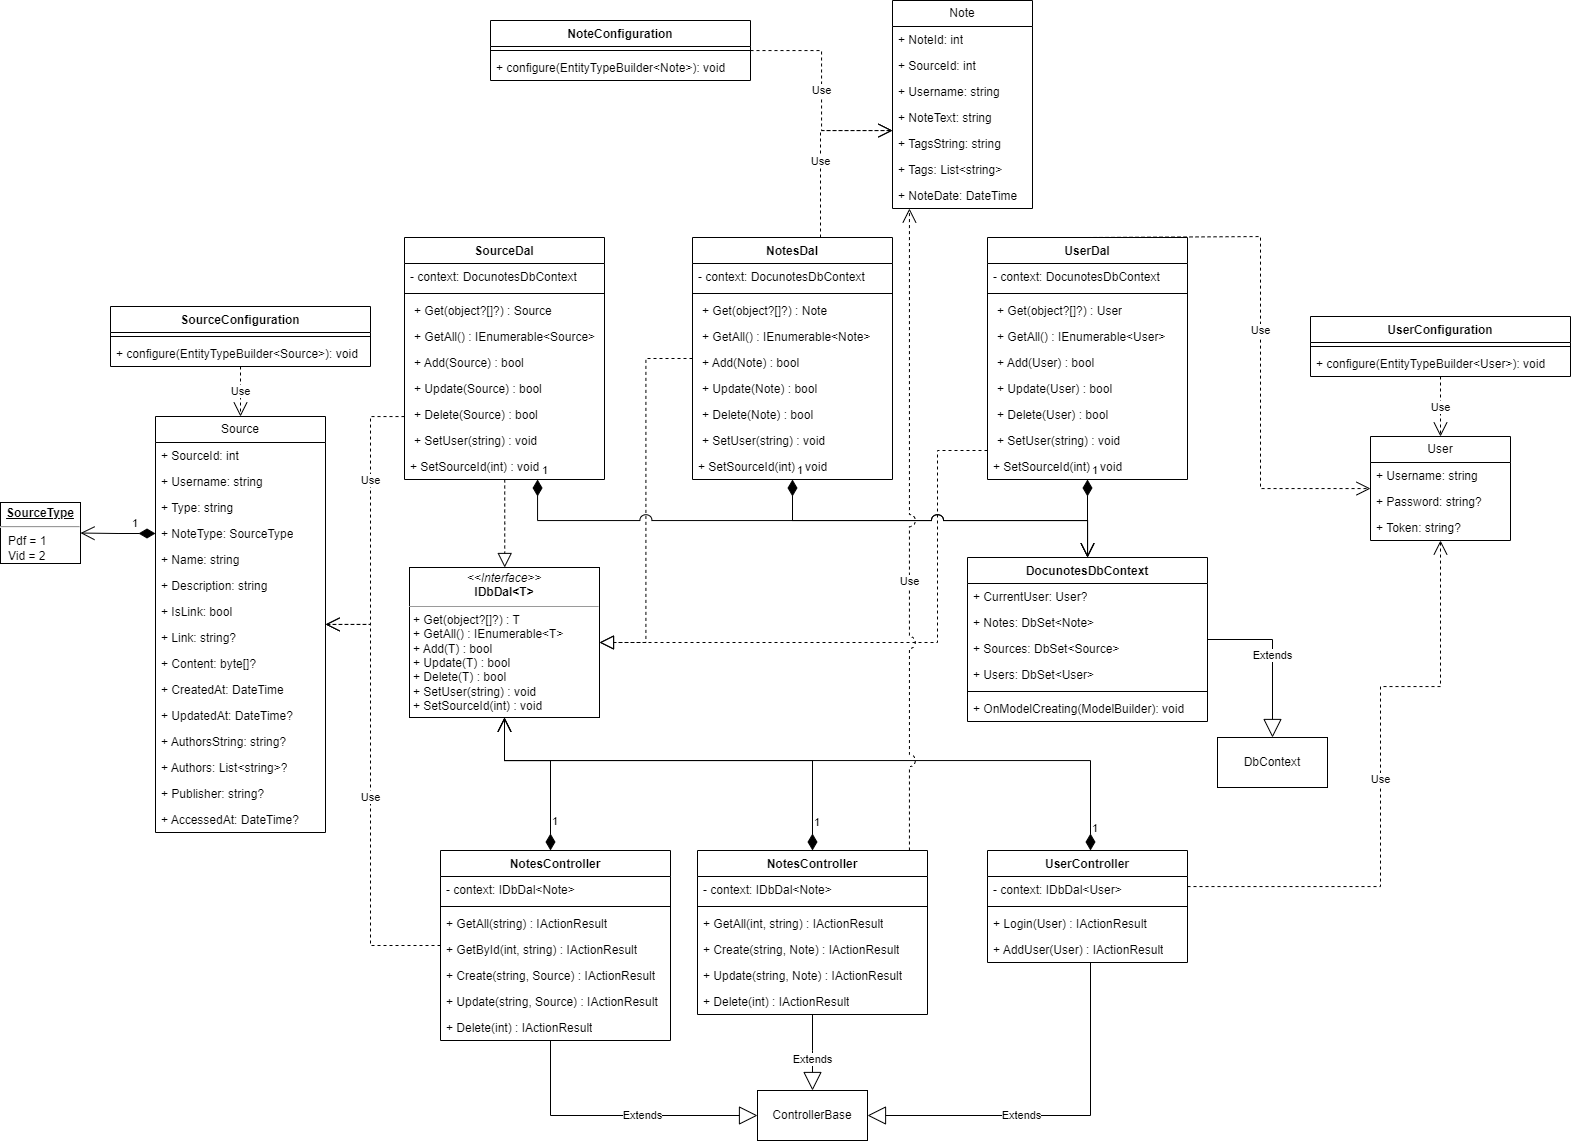 Note
+ NoteId: int
+ SourceId: int
+ Username: string
+ NoteText: string
+ TagsString: string
+ Tags: List<string>
+ NoteDate: DateTime
NoteConfiguration
+ configure(EntityTypeBuilder<Note>): void
Use
Use
SourceDal
- context: DocunotesDbContext
+ Get(object?[]?) : Source
+ GetAll() : IEnumerable<Source>
+ Add(Source) : bool
+ Update(Source) : bool
+ Delete(Source) : bool
+ SetUser(string) : void
+ SetSourceId(int) : void
1
NotesDal
- context: DocunotesDbContext
+ Get(object?[]?) : Note
+ GetAll() : IEnumerable<Note>
+ Add(Note) : bool
+ Update(Note) : bool
+ Delete(Note) : bool
+ SetUser(string) : void
+ SetSourceId(int) : void
1
UserDal
- context: DocunotesDbContext
+ Get(object?[]?) : User
+ GetAll() : IEnumerable<User>
+ Add(User) : bool
+ Update(User) : bool
+ Delete(User) : bool
+ SetUser(string) : void
+ SetSourceId(int) : void
1
Use
SourceConfiguration
+ configure(EntityTypeBuilder<Source>): void
Use
UserConfiguration
+ configure(EntityTypeBuilder<User>): void
Use
Source
+ SourceId: int
+ Username: string
+ Type: string
+ NoteType: SourceType
+ Name: string
+ Description: string
+ IsLink: bool
+ Link: string?
+ Content: byte[]?
+ CreatedAt: DateTime
+ UpdatedAt: DateTime?
+ AuthorsString: string?
+ Authors: List<string>?
+ Publisher: string?
+ AccessedAt: DateTime?
SourceType
Pdf = 1
Vid = 2
1
Use
User
+ Username: string
+ Password: string?
+ Token: string?
<<Interface>>
IDbDal<T>
+ Get(object?[]?) : T
+ GetAll() : IEnumerable<T>
+ Add(T) : bool
+ Update(T) : bool
+ Delete(T) : bool
+ SetUser(string) : void
+ SetSourceId(int) : void
Use
DocunotesDbContext
+ CurrentUser: User?
+ Notes: DbSet<Note>
+ Sources: DbSet<Source>
+ Users: DbSet<User>
+ OnModelCreating(ModelBuilder): void
Extends
DbContext
Use
Use
1
1
1
NotesController
- context: IDbDal<Note>
+ GetAll(string) : IActionResult
+ GetById(int, string) : IActionResult
+ Create(string, Source) : IActionResult
+ Update(string, Source) : IActionResult
+ Delete(int) : IActionResult
NotesController
- context: IDbDal<Note>
+ GetAll(int, string) : IActionResult
+ Create(string, Note) : IActionResult
+ Update(string, Note) : IActionResult
+ Delete(int) : IActionResult
UserController
- context: IDbDal<User>
+ Login(User) : IActionResult
+ AddUser(User) : IActionResult
Extends
Extends
ControllerBase
Extends